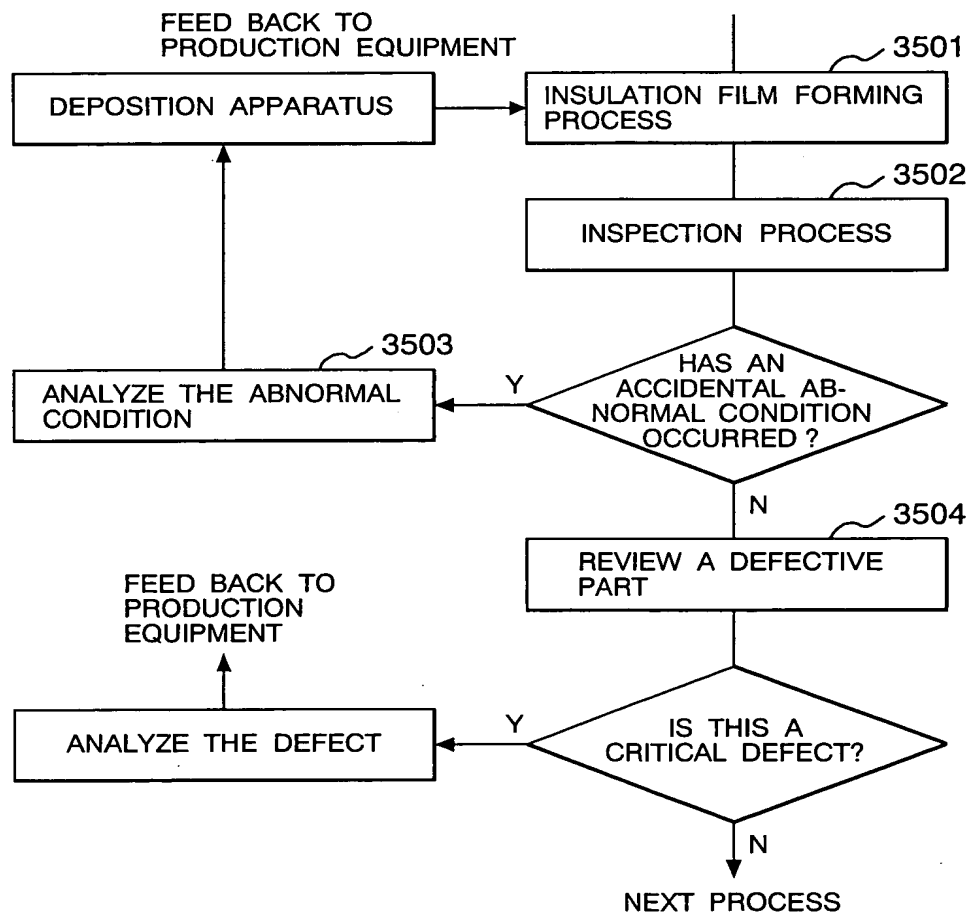 FEED BACK TO
PRODUCTION EQUIPMENT
3501
DEPOSITION APPARATUS
INSULATION FILM FORMING
PROCESS
3502
INSPECTION PROCESS
3503
ANALYZE THE ABNORMAL
CONDITION
Y
HAS AN
ACCIDENTAL AB-
NORMAL CONDITION
OCCURRED ?
N
3504
REVIEW A DEFECTIVE
PART
FEED BACK TO
PRODUCTION
EQUIPMENT
ANALYZE THE DEFECT
Y
IS THIS A
CRITICAL DEFECT?
N
NEXT PROCESS